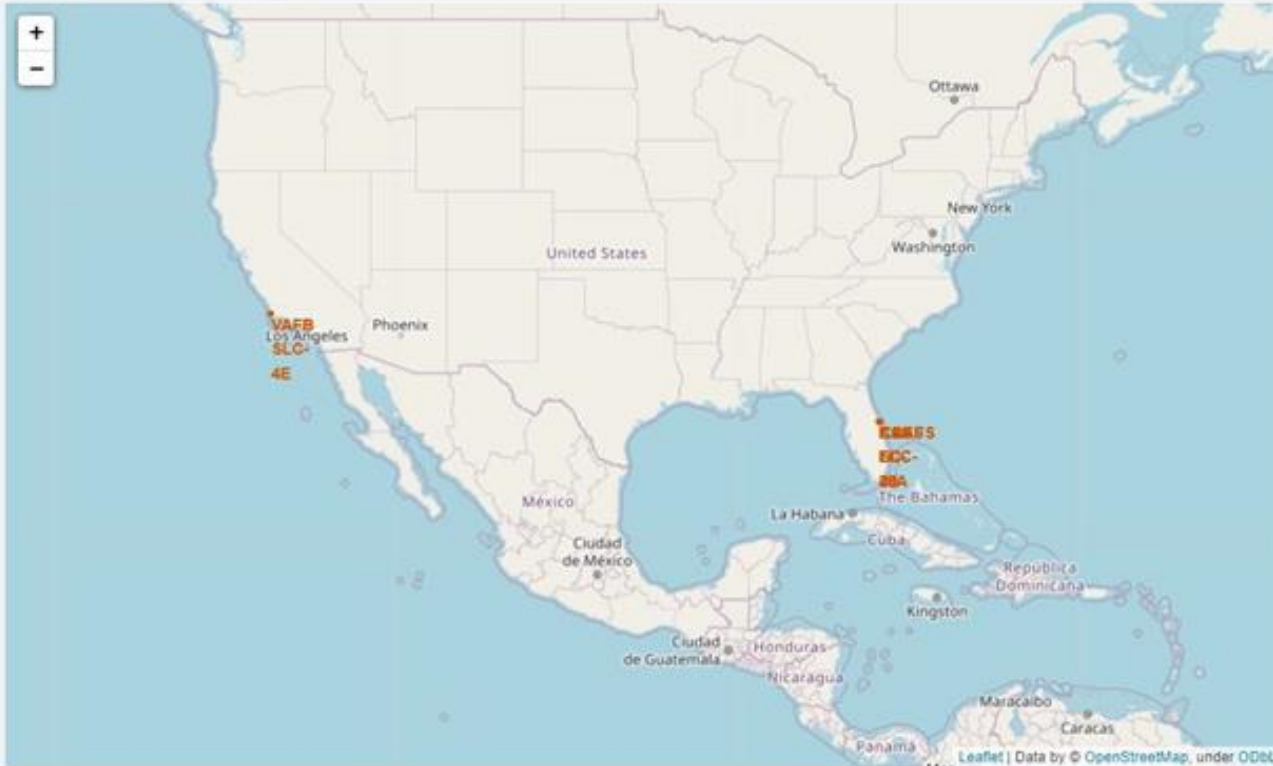 +
−
Ottawa
New York
Washington
United States
VAFB
Los Angeles
SLC-
4E
Phoenix
The Bahamas
La Habana
Cuba
México
Ciudad
de México
República
Dominicana
Kingston
Ciudad
de Guatemala
Honduras
Nicaragua
Maracaibo
Caracas
Panamá
Leaflet | Data by © OpenStreetMap, under ODbL